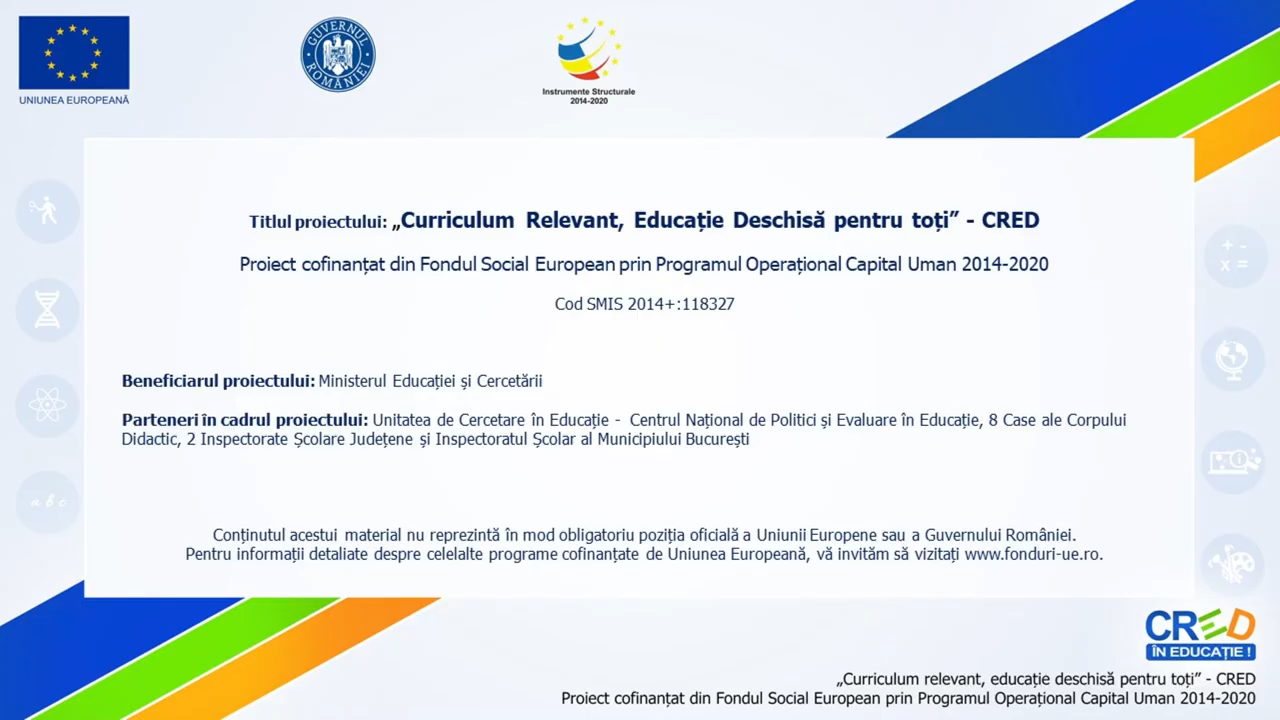 UNIUNEA EUROPEANĂ
GUVERNUL ROMÂNIEI
Instrumente Structurale
2014-2020
Titlul proiectului: „Curriculum Relevant, Educație Deschisă pentru toți” - CRED
Proiect cofinanțat din Fondul Social European prin Programul Operațional Capital Uman 2014-2020
Cod SMIS 2014+:118327
Beneficiarul proiectului: Ministerul Educației și Cercetării
Parteneri în cadrul proiectului: Unitatea de Cercetare în Educație - Centrul Național de Politici și Evaluare în Educație, 8 Case ale Corpului
Didactic, 2 Inspectorate Școlare Județene și Inspectoratul Școlar al Municipiului București
Conținutul acestui material nu reprezintă în mod obligatoriu poziția oficială a Uniunii Europene sau a Guvernului României.
Pentru informații detaliate despre celelalte programe cofinanțate de Uniunea Europeană, vă invităm să vizitați www.fonduri-ue.ro.
a b c
+ -
x =
CRED
ÎN EDUCAȚIE !
„Curriculum relevant, educație deschisă pentru toți” - CRED
Proiect cofinanțat din Fondul Social European prin Programul Operațional Capital Uman 2014-2020